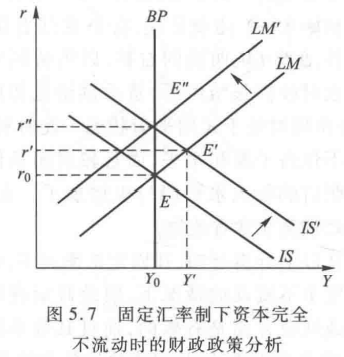 r
BP
LM′
LM
E″
r″
r′
E′
r₀
E
IS′
IS
Y₀
Y′
Y
图 5.7 固定汇率制下资本完全
不流动时的财政政策分析